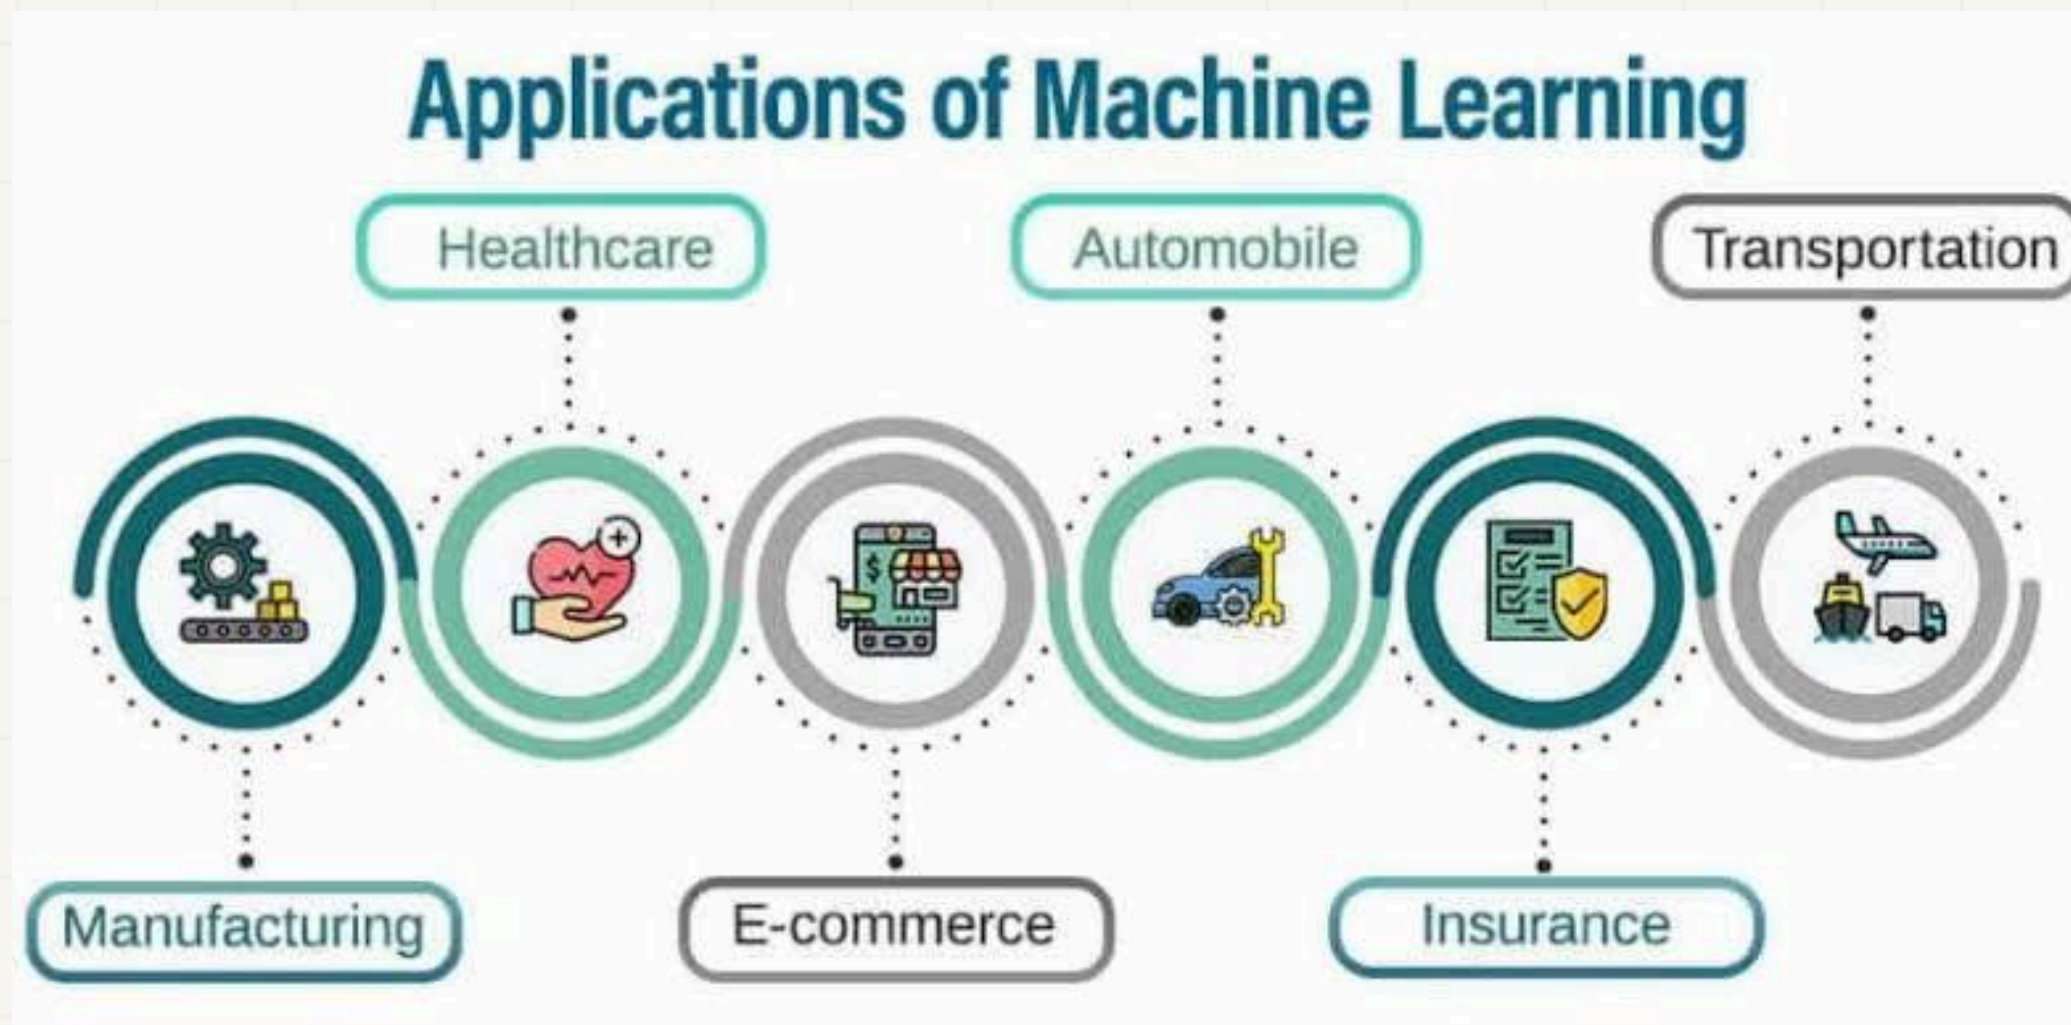 Applications of Machine Learning
Healthcare
Automobile
Transportation
$
Manufacturing
E-commerce
Insurance